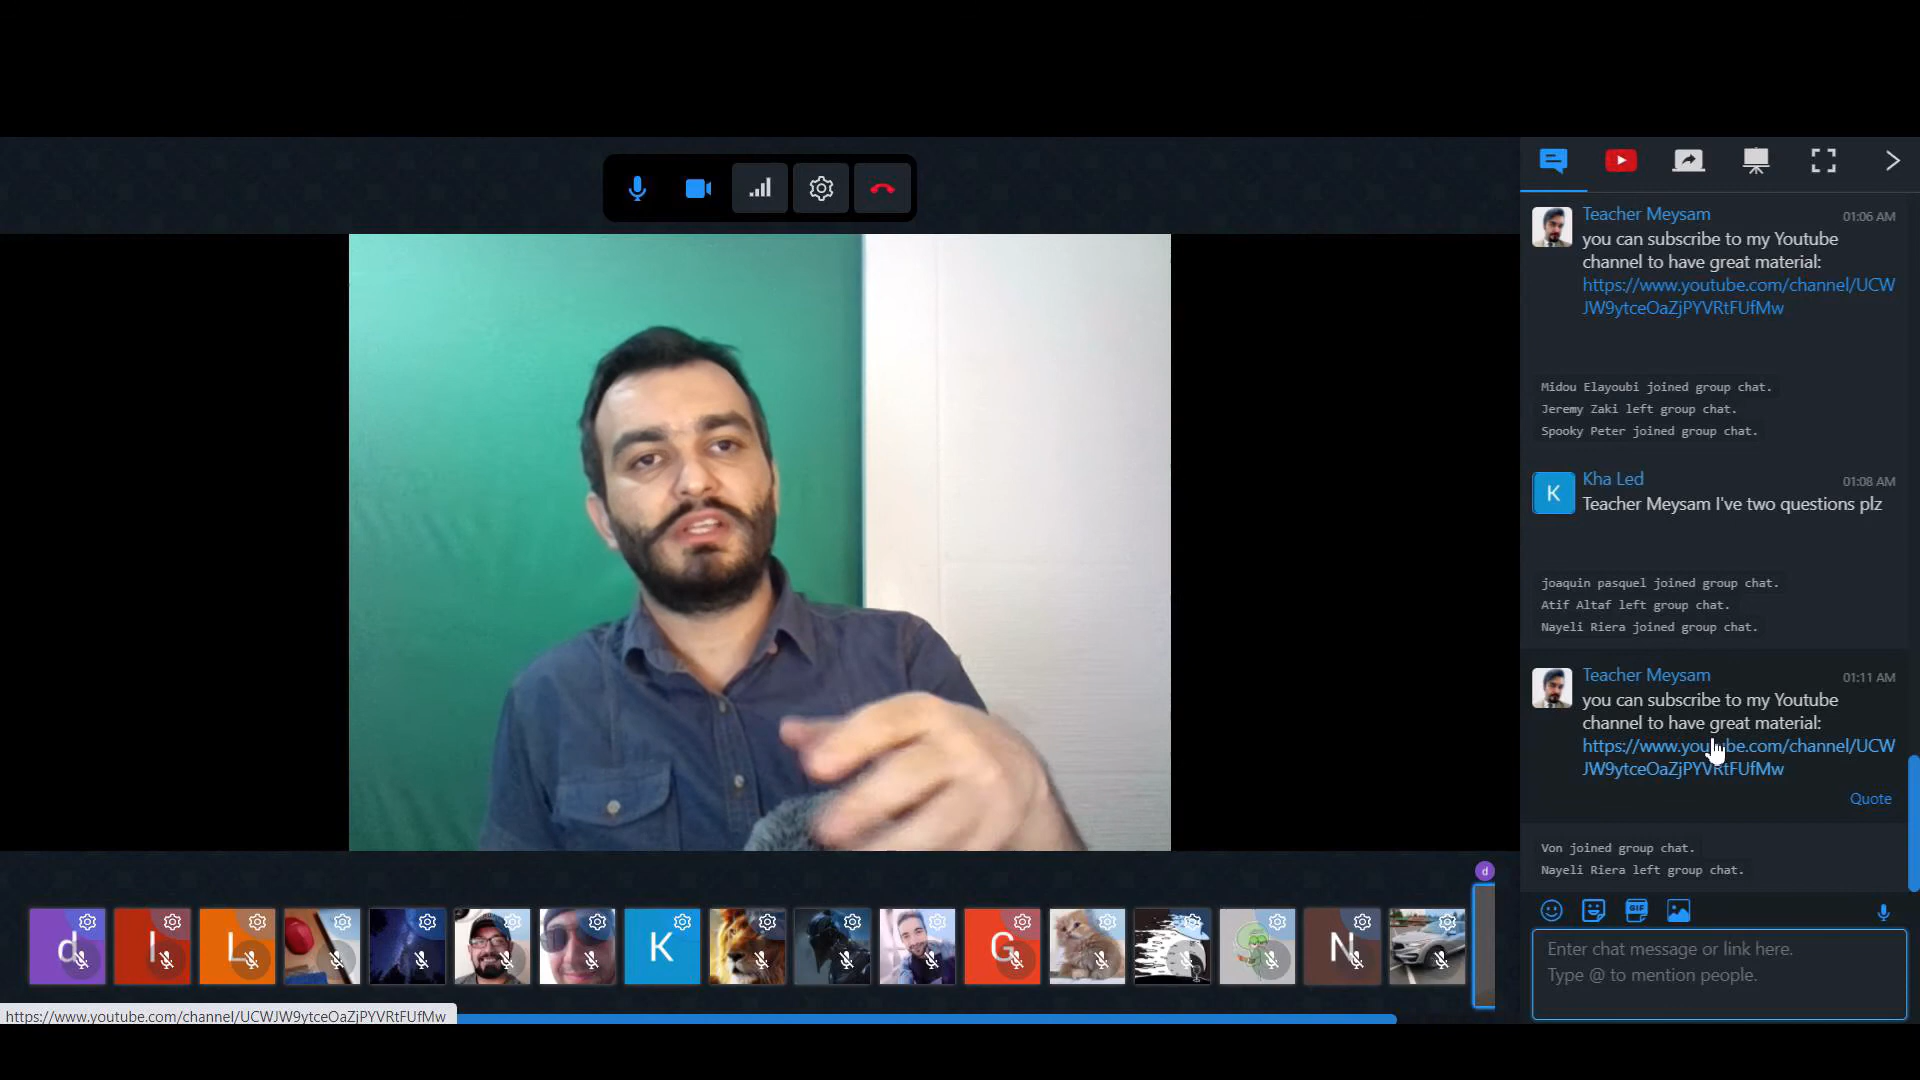 Teacher Meysam 01:06 AM
you can subscribe to my Youtube
channel to have great material:
https://www.youtube.com/channel/UCW
JW9ytceOaZjPYVRtFUfMw
Midou Elayoubi joined group chat.
Jeremy Zaki left group chat.
Spooky Peter joined group chat.
K
Kha Led 01:08 AM
Teacher Meysam I've two questions plz
joaquin pasquel joined group chat.
Atif Altaf left group chat.
Nayeli Riera joined group chat.
Teacher Meysam 01:11 AM
you can subscribe to my Youtube
channel to have great material:
https://www.youtube.com/channel/UCW
JW9ytceOaZjPYVRtFUfMw
Quote
Von joined group chat.
Nayeli Riera left group chat.
GIF
Enter chat message or link here.
Type @ to mention people.
d
d I L K G N
https://www.youtube.com/channel/UCWJW9ytceOaZjPYVRtFUfMw